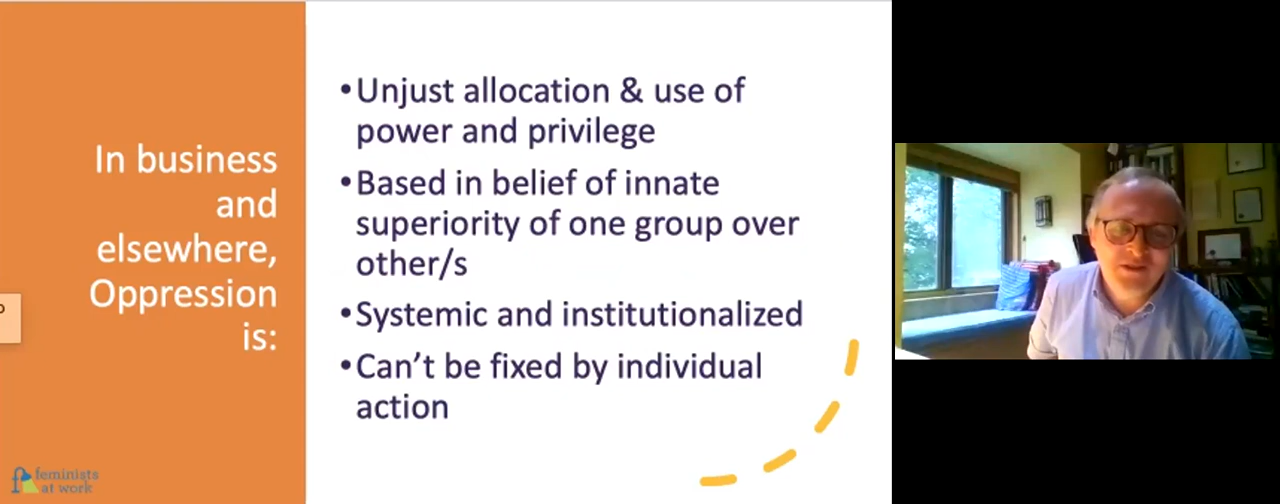 In business
and
elsewhere,
Oppression
is:
•Unjust allocation & use of
power and privilege
•Based in belief of innate
superiority of one group over
other/s
•Systemic and institutionalized
•Can't be fixed by individual
action
feminists
at work